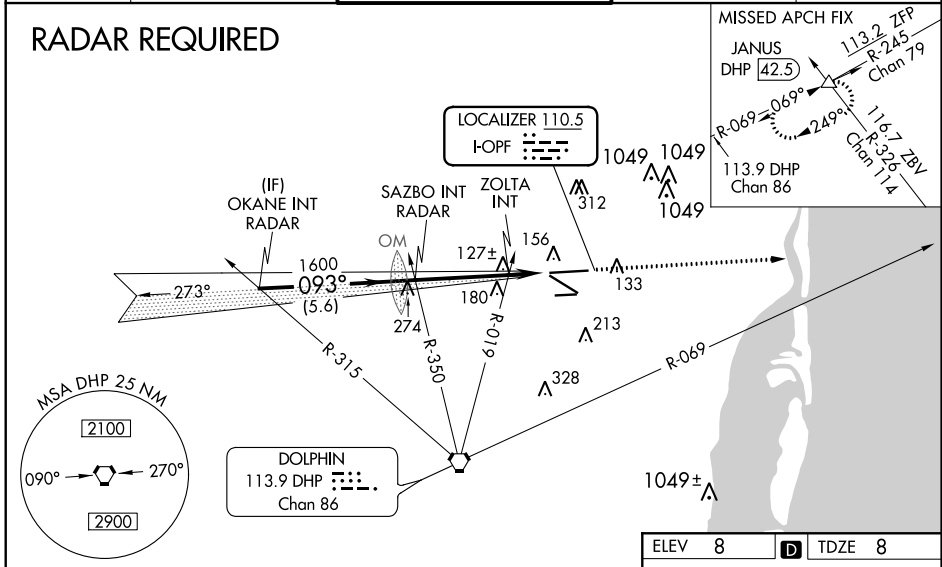 RADAR REQUIRED
MISSED APCH FIX
JANUS
DHP 42.5
113.2 ZFP
R-245
Chan 79
R-069
069°
249°
116.7 ZBV
R-326
Chan 114
113.9 DHP
Chan 86
LOCALIZER 110.5
I-OPF
1049
1049
1049
312
(IF)
OKANE INT
RADAR
SAZBO INT
RADAR
ZOLTA
INT
OM
127±
156
1600
093°
(5.6)
273°
180
133
274
213
R-315
R-350
R-019
R-069
328
MSA DHP 25 NM
2100
090°
270°
2900
DOLPHIN
113.9 DHP
Chan 86
1049±
ELEV 8 D TDZE 8